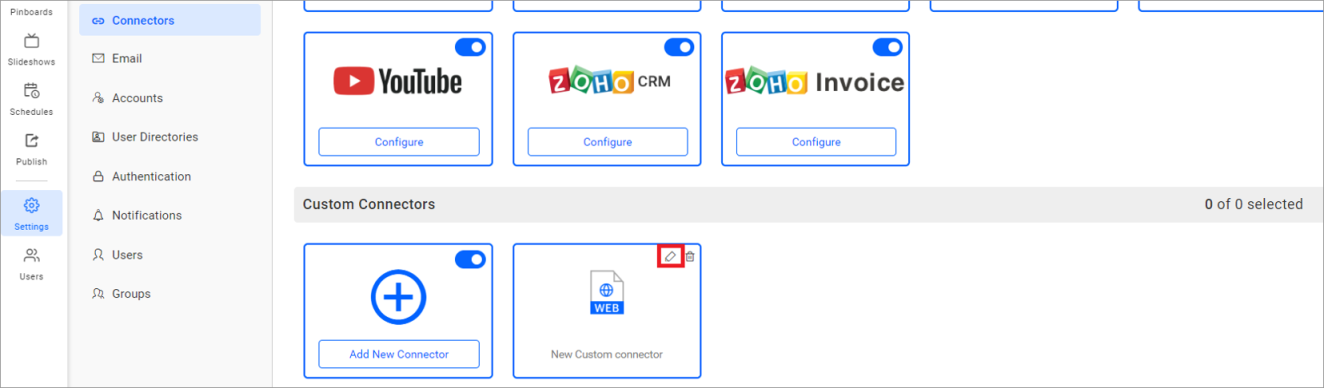 Pinboards
Slideshows
Schedules
Publish
Settings
Users
Connectors
Email
Accounts
User Directories
Authentication
Notifications
Users
Groups
YouTube
ZOHO CRM
ZOHO Invoice
Configure
Configure
Configure
Custom Connectors
0 of 0 selected
WEB
Add New Connector
New Custom connector